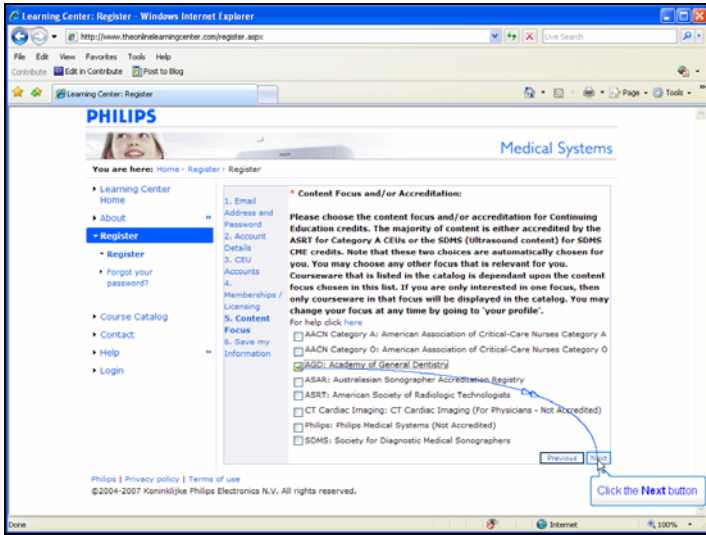 Learning Center: Register - Windows Internet Explorer
http://www.theonlinelearningcenter.com/register.aspx
Live Search
File Edit View Favorites Tools Help
Contribute Edit in Contribute Post to Blog
Learning Center: Register
Page Tools
PHILIPS
Medical Systems
You are here: Home › Register › Register
Learning Center Home
About
Register
Register
Forgot your password?
Course Catalog
Contact
Help
Login
1. Email Address and Password
2. Account Details
3. CEU Accounts
4. Memberships / Licensing
5. Content Focus
6. Save my Information
* Content Focus and/or Accreditation:
Please choose the content focus and/or accreditation for Continuing
Education credits. The majority of content is either accredited by the
ASRT for Category A CEUs or the SDMS (Ultrasound content) for SDMS
CME credits. Note that these two choices are automatically chosen for
you. You may choose any other focus that is relevant for you.
Courseware that is listed in the catalog is dependant upon the content
focus chosen in this list. If you are only interested in one focus, then
only courseware in that focus will be displayed in the catalog. You may
change your focus at any time by going to 'your profile'.
For help click here
AACN Category A: American Association of Critical-Care Nurses Category A
AACN Category O: American Association of Critical-Care Nurses Category O
AGD: Academy of General Dentistry
ASAR: Australasian Sonographer Accreditation Registry
ASRT: American Society of Radiologic Technologists
CT Cardiac Imaging: CT Cardiac Imaging (For Physicians - Not Accredited)
Philips: Philips Medical Systems (Not Accredited)
SDMS: Society for Diagnostic Medical Sonographers
Previous Next
Click the Next button
Philips | Privacy policy | Terms of use
©2004-2007 Koninklijke Philips Electronics N.V. All rights reserved.
Done Internet 100%